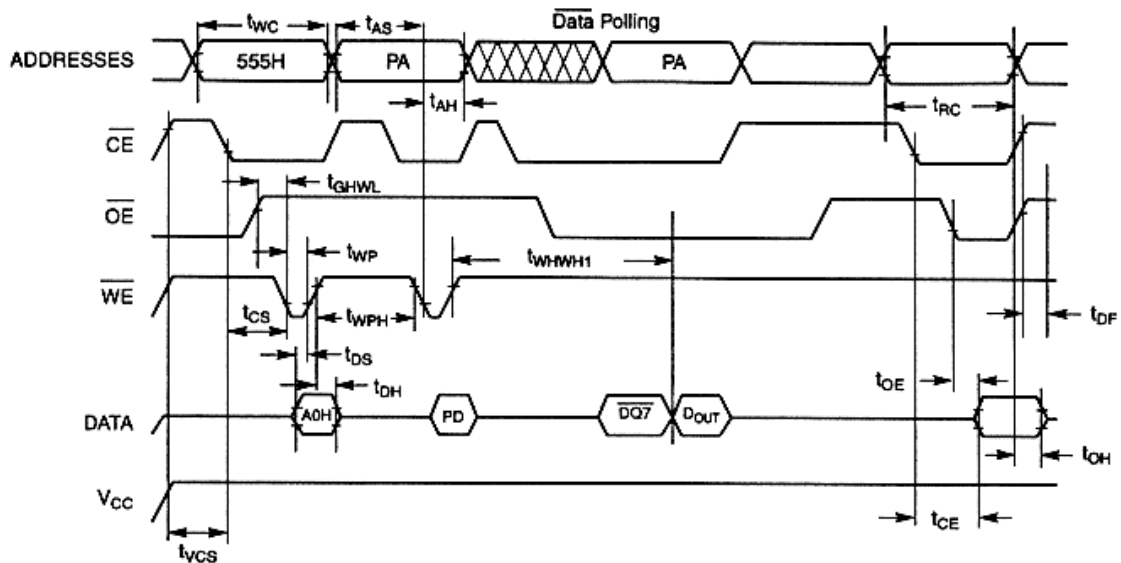 Data Polling
tWC
tAS
ADDRESSES
555H
PA
PA
tAH
tRC
CE
tGHWL
OE
tWP
tWHWH1
WE
tCS
tWPH
tDF
tDS
tOE
tDH
DATA
A0H
PD
DQ7
DOUT
tOH
VCC
tCE
tVCS